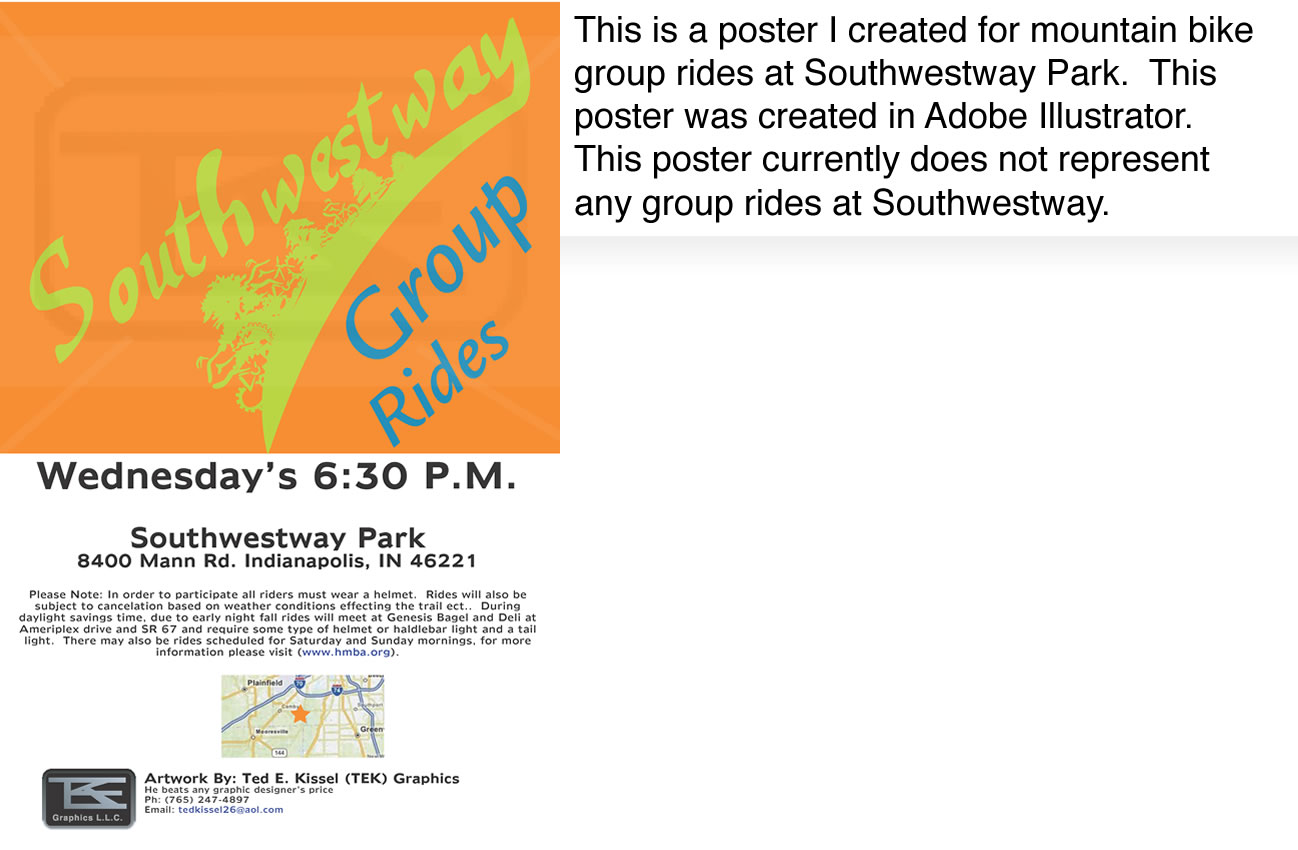 Southwestway
Group
Rides
This is a poster I created for mountain bike
group rides at Southwestway Park.  This
poster was created in Adobe Illustrator.
This poster currently does not represent
any group rides at Southwestway.
Wednesday's 6:30 P.M.
Southwestway Park
8400 Mann Rd. Indianapolis, IN 46221
Please Note: In order to participate all riders must wear a helmet.  Rides will also be
subject to cancelation based on weather conditions effecting the trail ect..  During
daylight savings time, due to early night fall rides will meet at Genesis Bagel and Deli at
Ameriplex drive and SR 67 and require some type of helmet or haldlebar light and a tail
light.  There may also be rides scheduled for Saturday and Sunday mornings, for more
information please visit (www.hmba.org).
Plainfield
70
74
Mooresville
Green
144
Graphics L.L.C.
Artwork By: Ted E. Kissel (TEK) Graphics
He beats any graphic designer's price
Ph: (765) 247-4897
Email: tedkissel26@aol.com